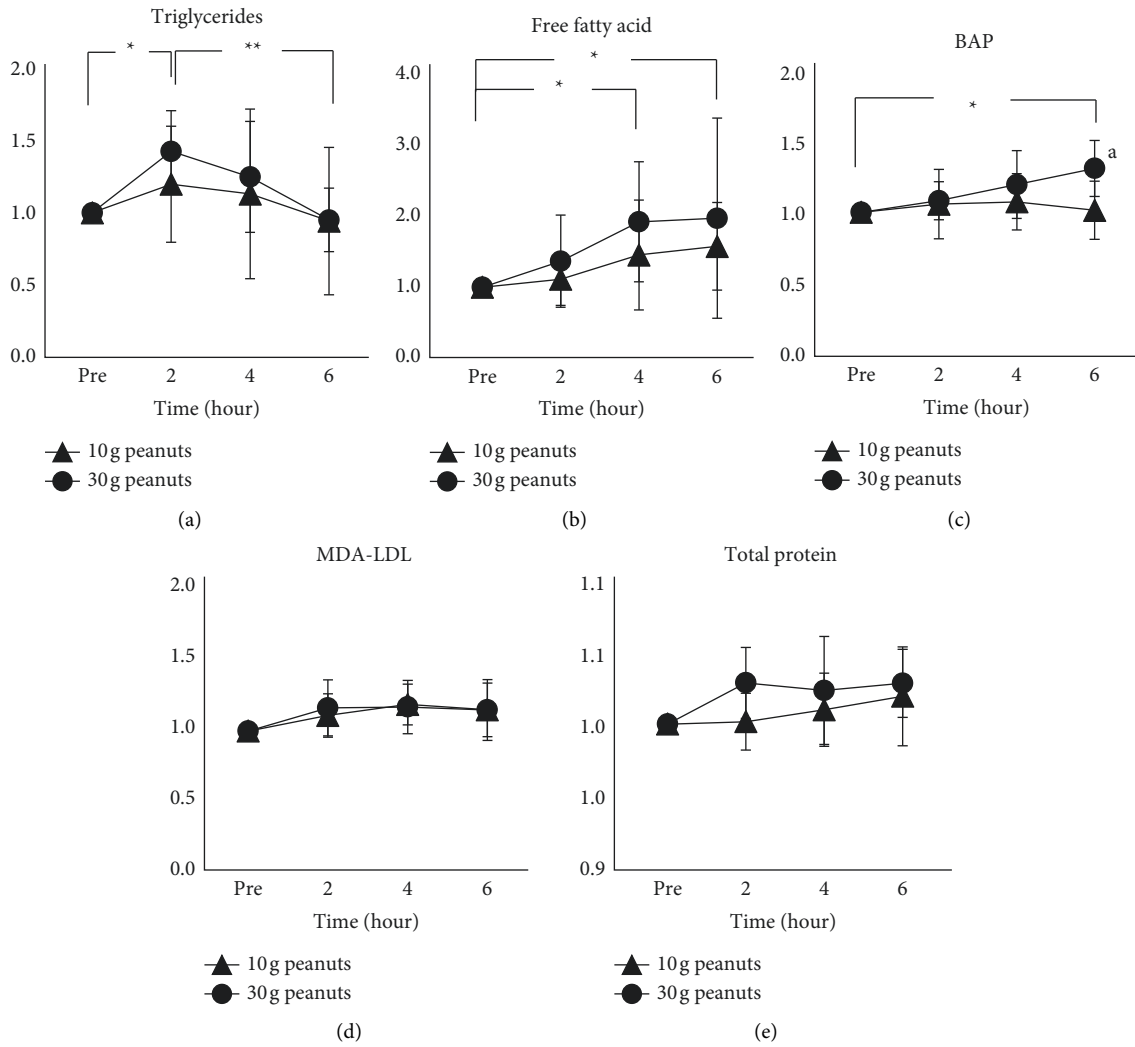 Triglycerides
*
**
2.0
1.5
1.0
0.5
0.0
Pre
2
4
6
Time (hour)
10 g peanuts
30 g peanuts
(a)
Free fatty acid
*
*
4.0
3.0
2.0
1.0
0.0
Pre
2
4
6
Time (hour)
10 g peanuts
30 g peanuts
(b)
BAP
*
a
2.0
1.5
1.0
0.5
0.0
Pre
2
4
6
Time (hour)
10 g peanuts
30 g peanuts
(c)
MDA-LDL
2.0
1.5
1.0
0.5
0.0
Pre
2
4
6
Time (hour)
10 g peanuts
30 g peanuts
(d)
Total protein
1.1
1.1
1.0
1.0
0.9
Pre
2
4
6
Time (hour)
10 g peanuts
30 g peanuts
(e)